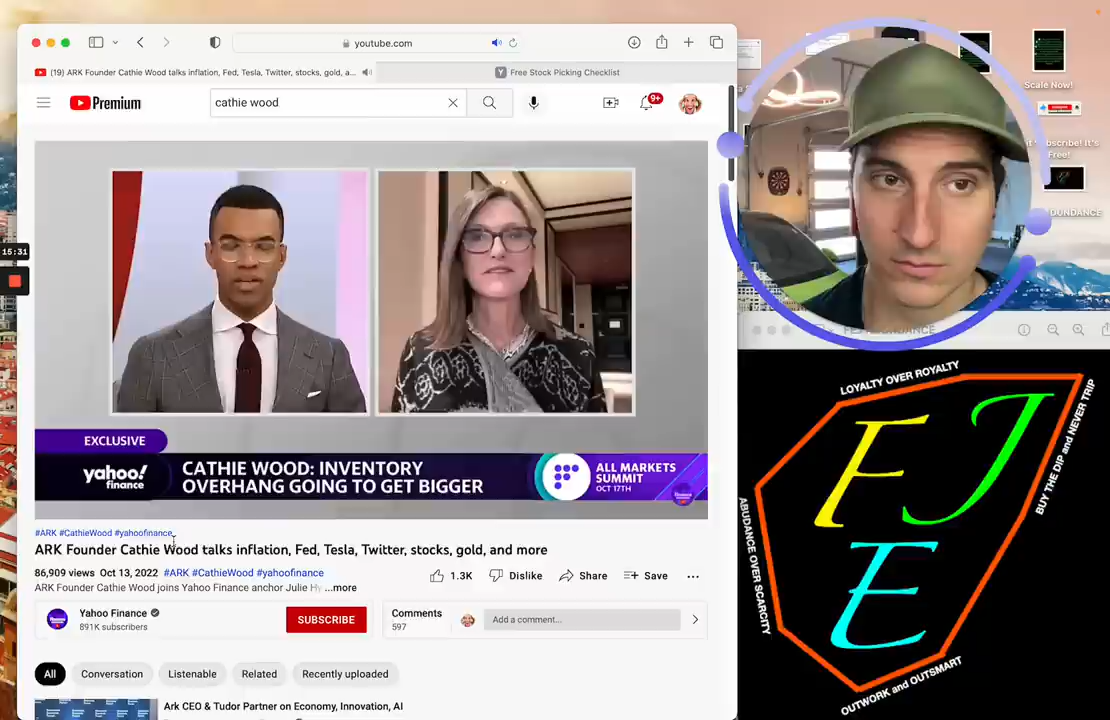 youtube.com
(19) ARK Founder Cathie Wood talks inflation, Fed, Tesla, Twitter, stocks, gold, a...
Free Stock Picking Checklist
Premium
cathie wood
9+
15:31
EXCLUSIVE
yahoo!
finance
CATHIE WOOD: INVENTORY
OVERHANG GOING TO GET BIGGER
ALL MARKETS
SUMMIT
OCT 17TH
#ARK #CathieWood #yahoofinance
ARK Founder Cathie Wood talks inflation, Fed, Tesla, Twitter, stocks, gold, and more
86,909 views Oct 13, 2022 #ARK #CathieWood #yahoofinance
ARK Founder Cathie Wood joins Yahoo Finance anchor Julie Hy ...more
1.3K
Dislike
Share
Save
Yahoo Finance
891K subscribers
SUBSCRIBE
Comments
597
Add a comment...
All
Conversation
Listenable
Related
Recently uploaded
Ark CEO & Tudor Partner on Economy, Innovation, AI
Scale Now!
Subscribe! It's
Free!
LOYALTY OVER ROYALTY
BUY THE DIP and NEVER TRIP
ABUDANCE OVER SCARCITY
OUTWORK and OUTSMART
F J
E